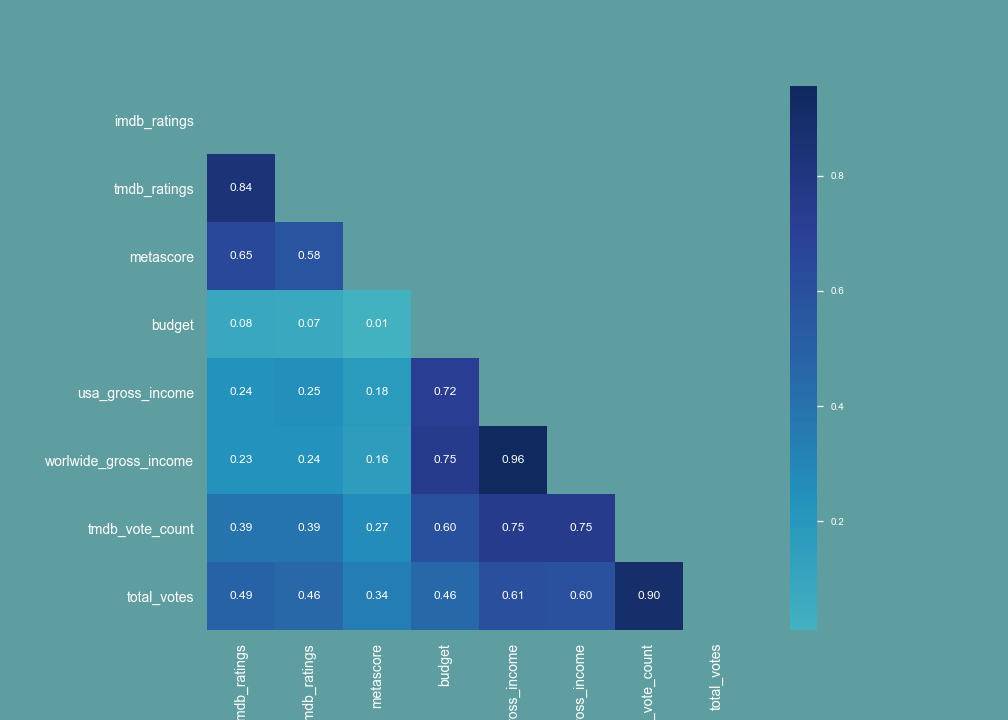 imdb_ratings
tmdb_ratings 0.84
metascore 0.65 0.58
budget 0.08 0.07 0.01
usa_gross_income 0.24 0.25 0.18 0.72
worlwide_gross_income 0.23 0.24 0.16 0.75 0.96
tmdb_vote_count 0.39 0.39 0.27 0.60 0.75 0.75
total_votes 0.49 0.46 0.34 0.46 0.61 0.60 0.90
mdb_ratings
mdb_ratings
metascore
budget
ross_income
ross_income
_vote_count
total_votes
0.8
0.6
0.4
0.2